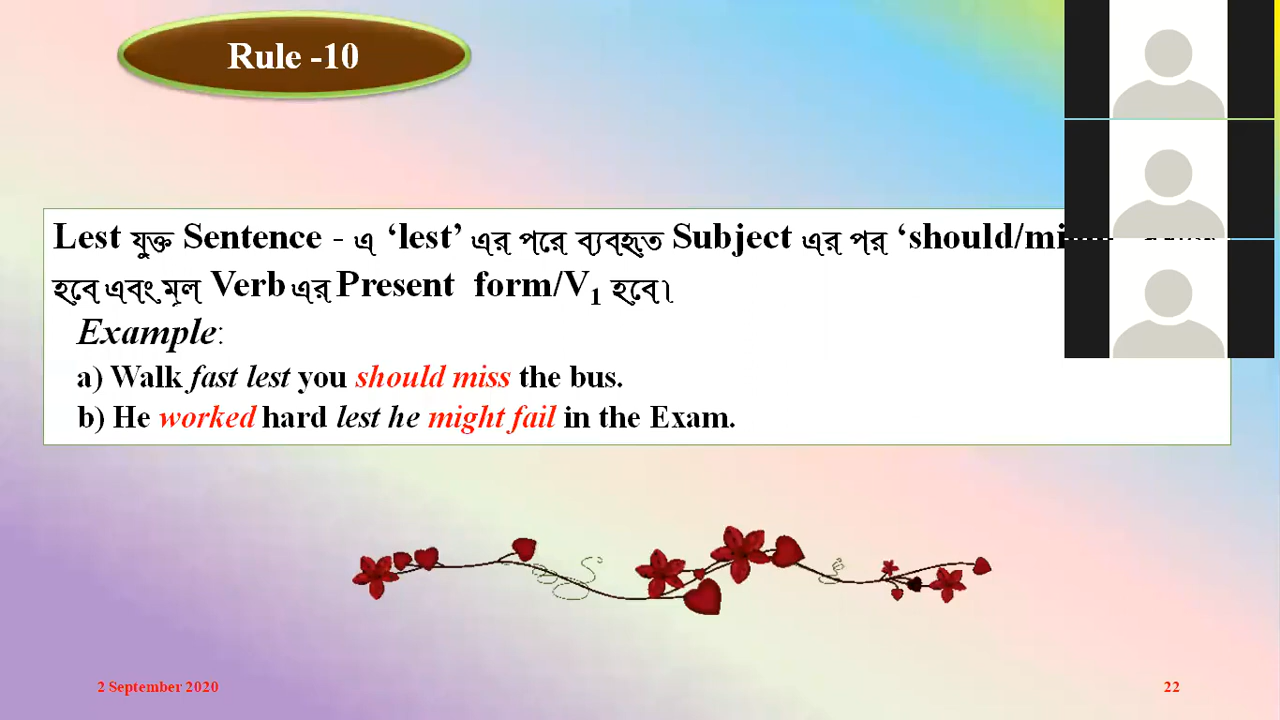 Rule -10
Lest যুক্ত Sentence - এ ‘lest’ এর পরে ব্যবহৃত Subject এর পর ‘should/mi
হবে এবং মূল Verb এর Present form/V1 হবে।
Example:
a) Walk fast lest you should miss the bus.
b) He worked hard lest he might fail in the Exam.
2 September 2020
22